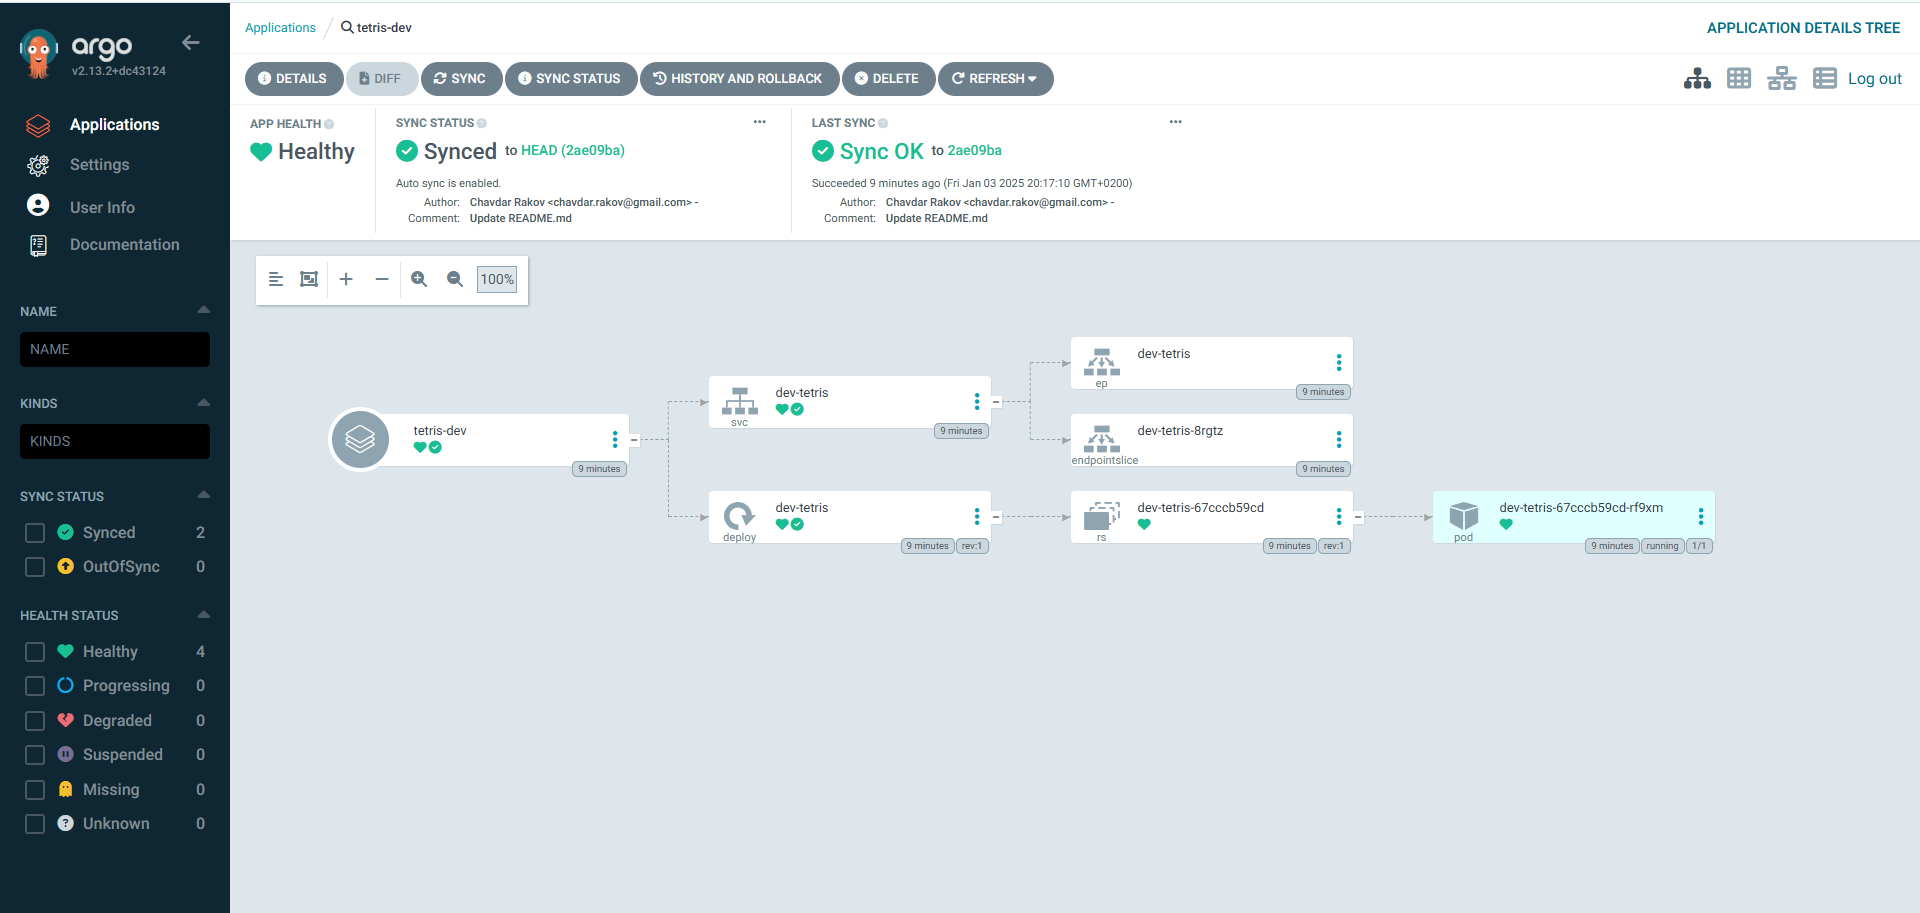 argo
v2.13.2+dc43124
Applications
Settings
User Info
Documentation
NAME
NAME
KINDS
KINDS
SYNC STATUS
Synced 2
OutOfSync 0
HEALTH STATUS
Healthy 4
Progressing 0
Degraded 0
Suspended 0
Missing 0
Unknown 0
Applications / tetris-dev
APPLICATION DETAILS TREE
DETAILS DIFF SYNC SYNC STATUS HISTORY AND ROLLBACK DELETE REFRESH
Log out
APP HEALTH
Healthy
SYNC STATUS
Synced to HEAD (2ae09ba)
Auto sync is enabled.
Author: Chavdar Rakov <chavdar.rakov@gmail.com> -
Comment: Update README.md
LAST SYNC
Sync OK to 2ae09ba
Succeeded 9 minutes ago (Fri Jan 03 2025 20:17:10 GMT+0200)
Author: Chavdar Rakov <chavdar.rakov@gmail.com> -
Comment: Update README.md
100%
tetris-dev
9 minutes
dev-tetris
svc
9 minutes
dev-tetris
ep
9 minutes
dev-tetris-8rgtz
endpointslice
9 minutes
dev-tetris
deploy
9 minutes rev:1
dev-tetris-67cccb59cd
rs
9 minutes rev:1
dev-tetris-67cccb59cd-rf9xm
pod
9 minutes running 1/1